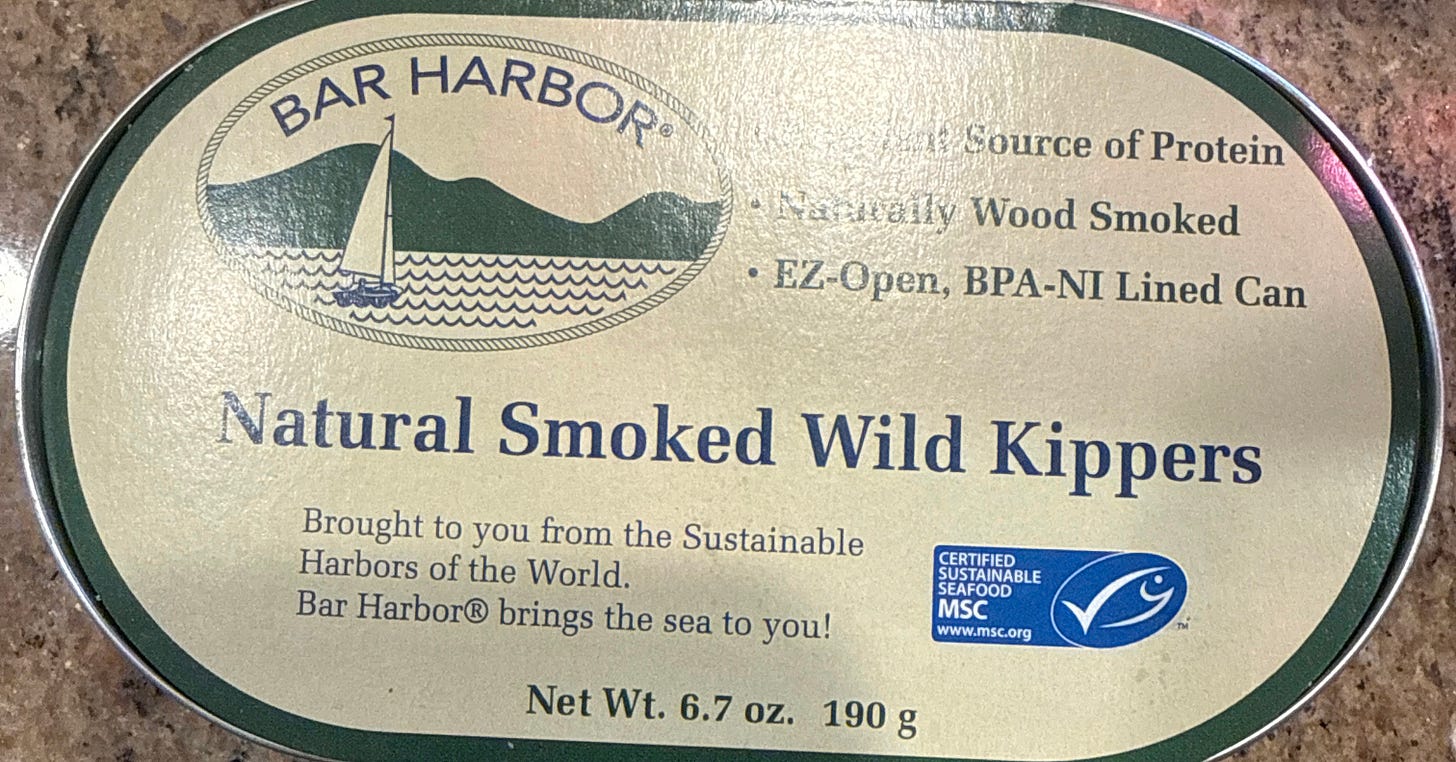 BAR HARBOR®
Source of Protein
• Naturally Wood Smoked
• EZ-Open, BPA-NI Lined Can
Natural Smoked Wild Kippers
Brought to you from the Sustainable
Harbors of the World.
Bar Harbor® brings the sea to you!
CERTIFIED
SUSTAINABLE
SEAFOOD
MSC
www.msc.org
TM
Net Wt. 6.7 oz. 190 g